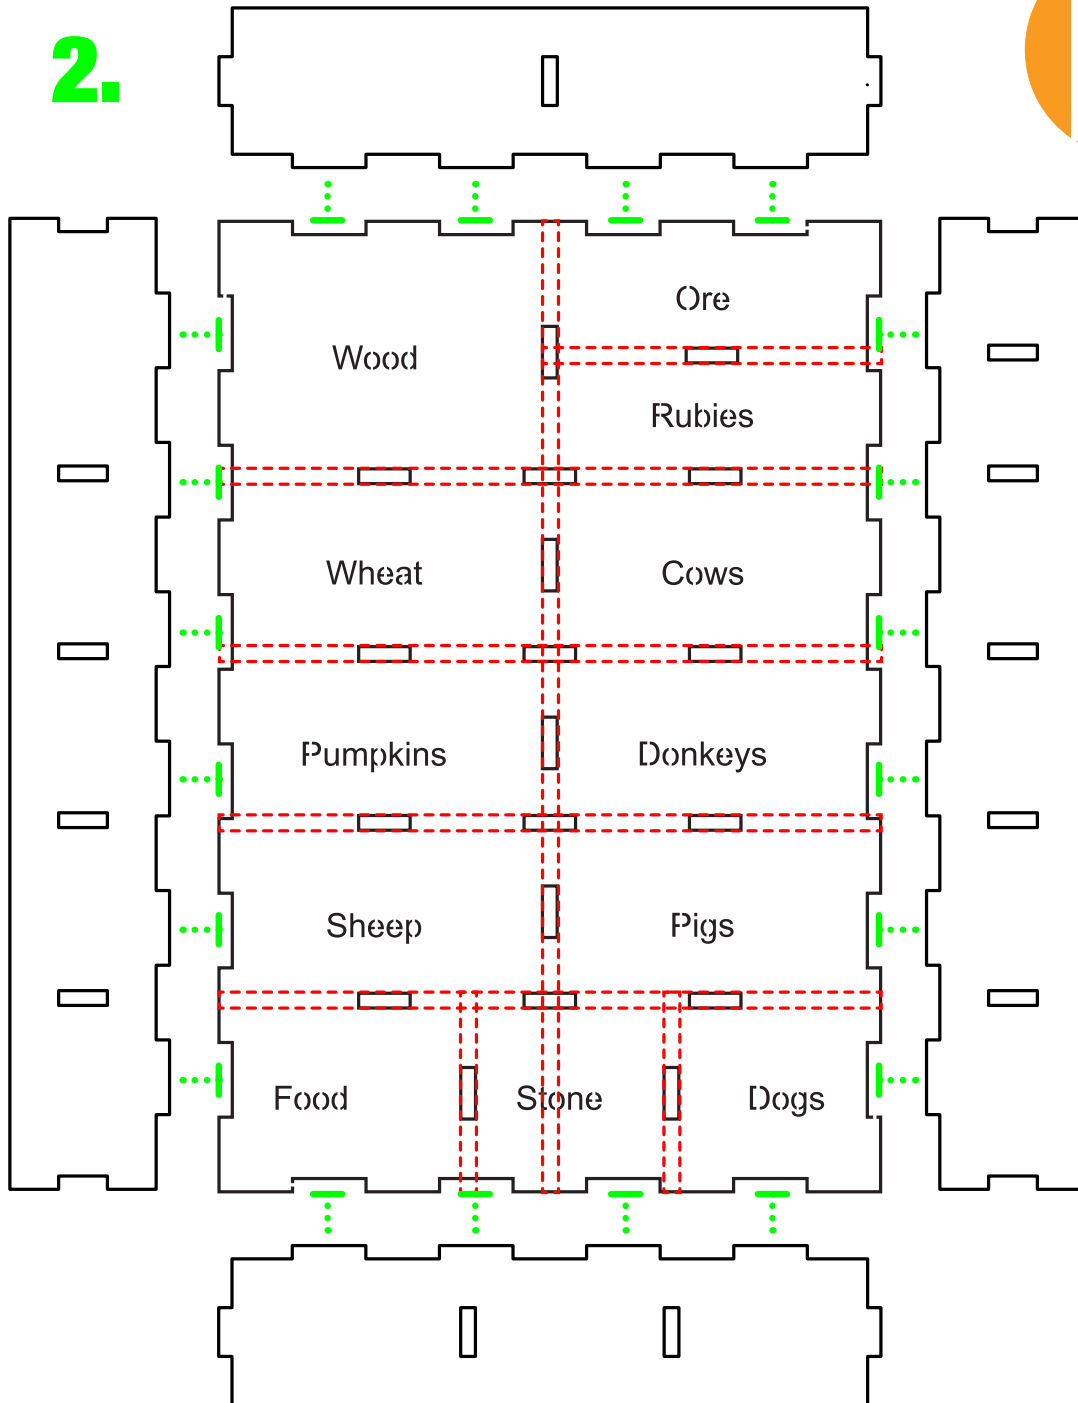 2.
Ore
Wood
Rubies
Wheat
Cows
Pumpkins
Donkeys
Sheep
Pigs
Food
Stone
Dogs